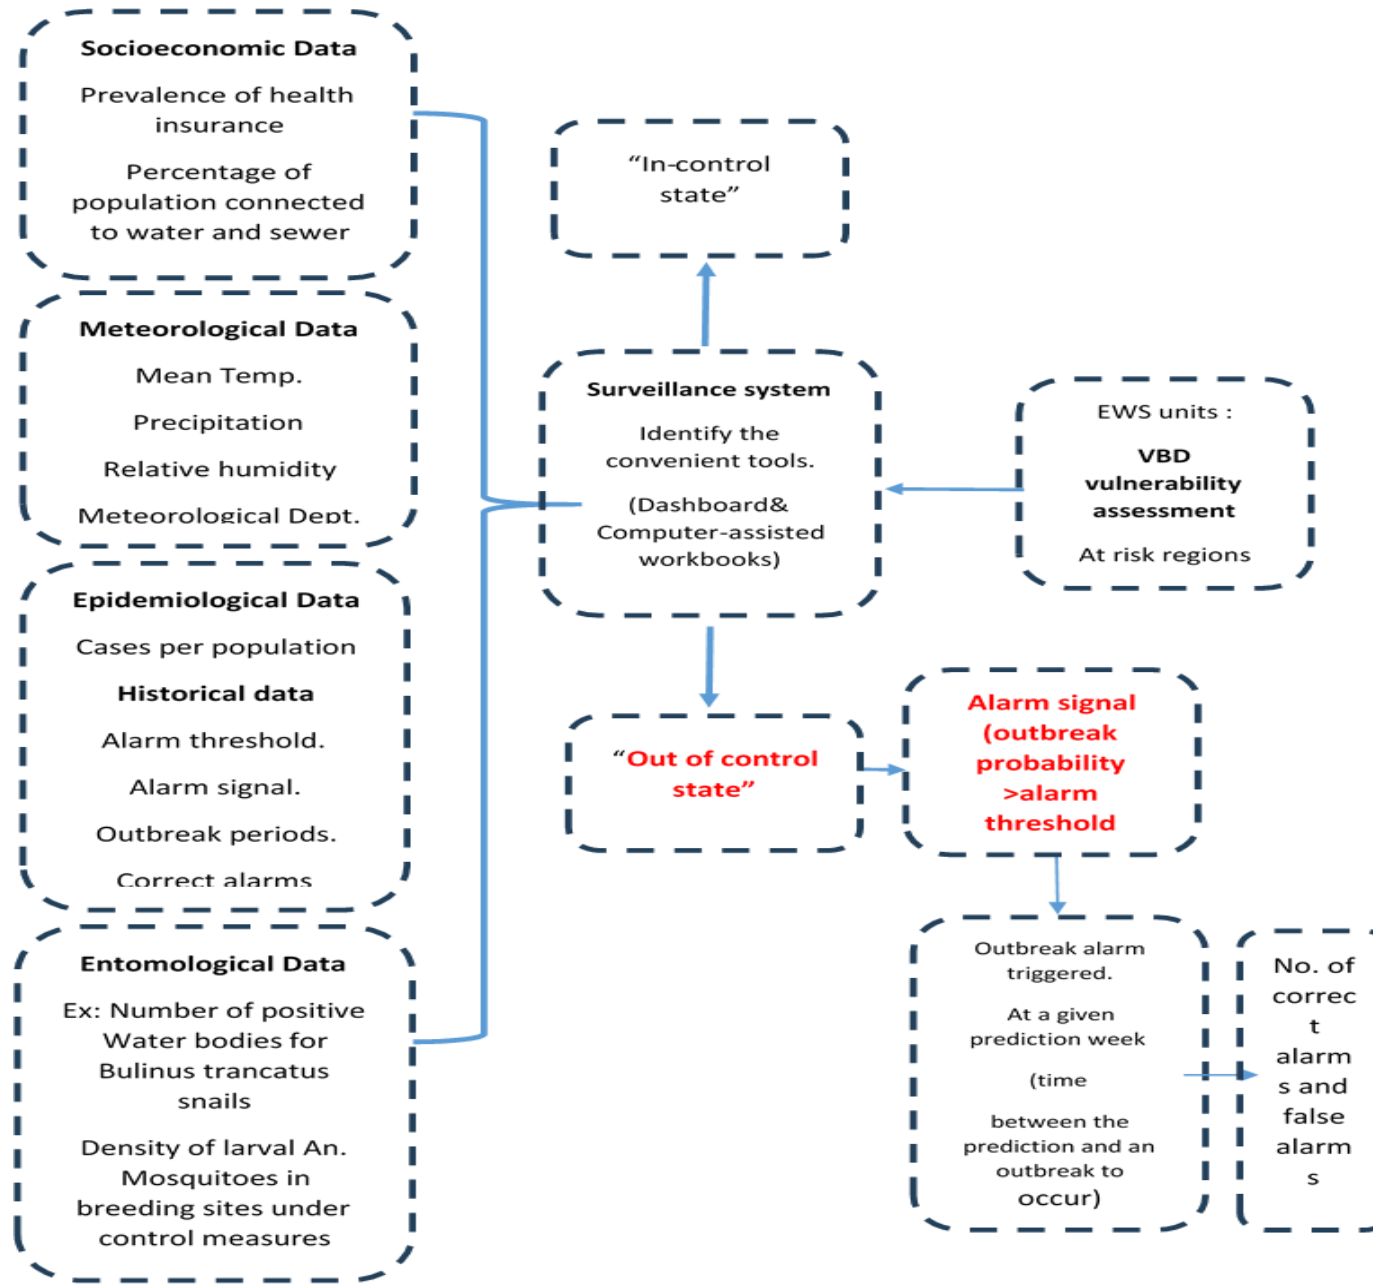 Socioeconomic Data
Prevalence of health
insurance
Percentage of
population connected
to water and sewer
Meteorological Data
Mean Temp.
Precipitation
Relative humidity
Meteorological Dept.
Epidemiological Data
Cases per population
Historical data
Alarm threshold.
Alarm signal.
Outbreak periods.
Correct alarms
Entomological Data
Ex: Number of positive
Water bodies for
Bulinus trancatus
snails
Density of larval An.
Mosquitoes in
breeding sites under
control measures
“In-control
state”
Surveillance system
Identify the
convenient tools.
(Dashboard&
Computer-assisted
workbooks)
EWS units :
VBD
vulnerability
assessment
At risk regions
“Out of control
state”
Alarm signal
(outbreak
probability
>alarm
threshold
Outbreak alarm
triggered.
At a given
prediction week
(time
between the
prediction and an
outbreak to
occur)
No. of
correc
t
alarm
s and
false
alarm
s